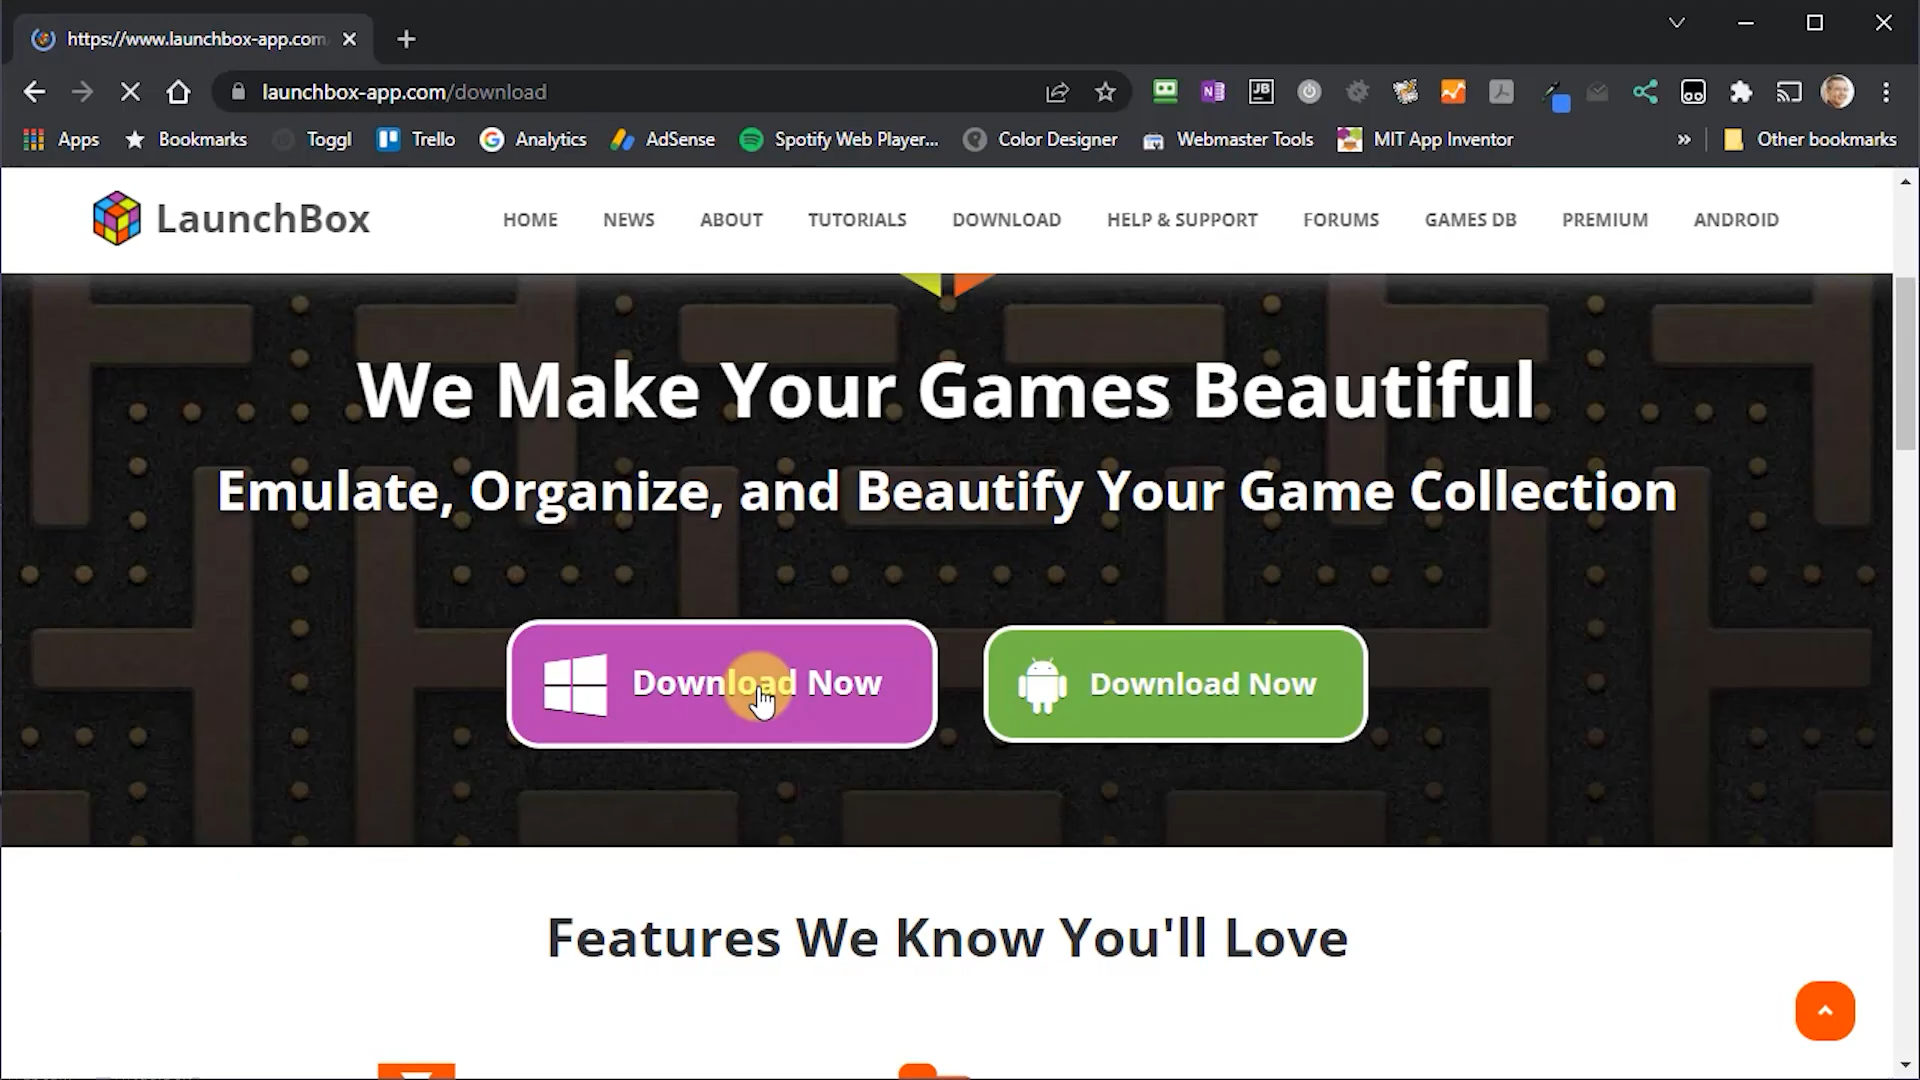 https://www.launchbox-app.com
launchbox-app.com/download
Apps
Bookmarks
Toggl
Trello
Analytics
AdSense
Spotify Web Player...
Color Designer
Webmaster Tools
MIT App Inventor
Other bookmarks
LaunchBox
HOME
NEWS
ABOUT
TUTORIALS
DOWNLOAD
HELP & SUPPORT
FORUMS
GAMES DB
PREMIUM
ANDROID
We Make Your Games Beautiful
Emulate, Organize, and Beautify Your Game Collection
Download Now
Download Now
Features We Know You'll Love